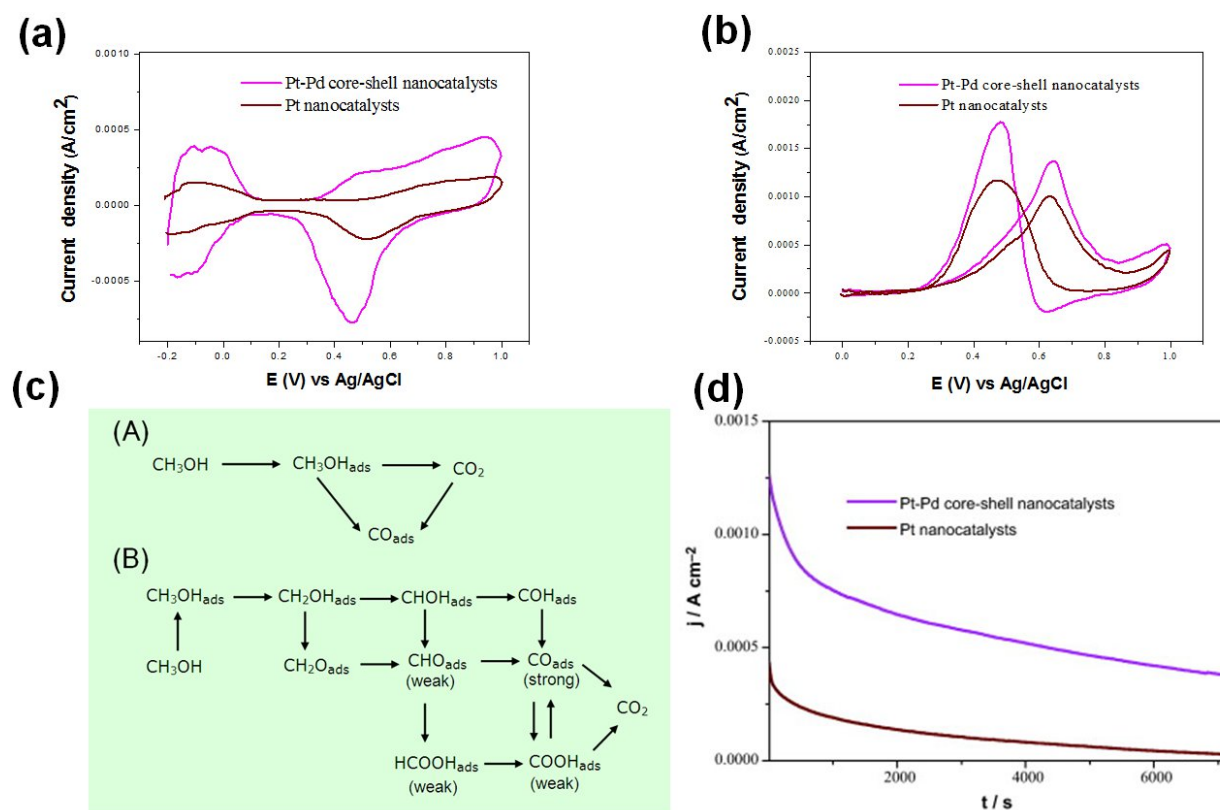 (a)
0.0010
0.0005
0.0000
-0.0005
Current density (A/cm²)
Pt-Pd core-shell nanocatalysts
Pt nanocatalysts
-0.2 0.0 0.2 0.4 0.6 0.8 1.0
E (V) vs Ag/AgCl
(b)
0.0025
0.0020
0.0015
0.0010
0.0005
0.0000
-0.0005
Current density (A/cm²)
Pt-Pd core-shell nanocatalysts
Pt nanocatalysts
0.0 0.2 0.4 0.6 0.8 1.0
E (V) vs Ag/AgCl
(c)
(A)
CH₃OH CH₃OHads CO₂
COads
(B)
CH₃OHads CH₂OHads CHOHads COHads
CH₃OH CH₂Oads CHOads COads
(weak) (strong)
CO₂
HCOOHads COOHads
(weak) (weak)
(d)
0.0015
0.0010
0.0005
0.0000
j / A cm⁻²
Pt-Pd core-shell nanocatalysts
Pt nanocatalysts
2000 4000 6000
t / s